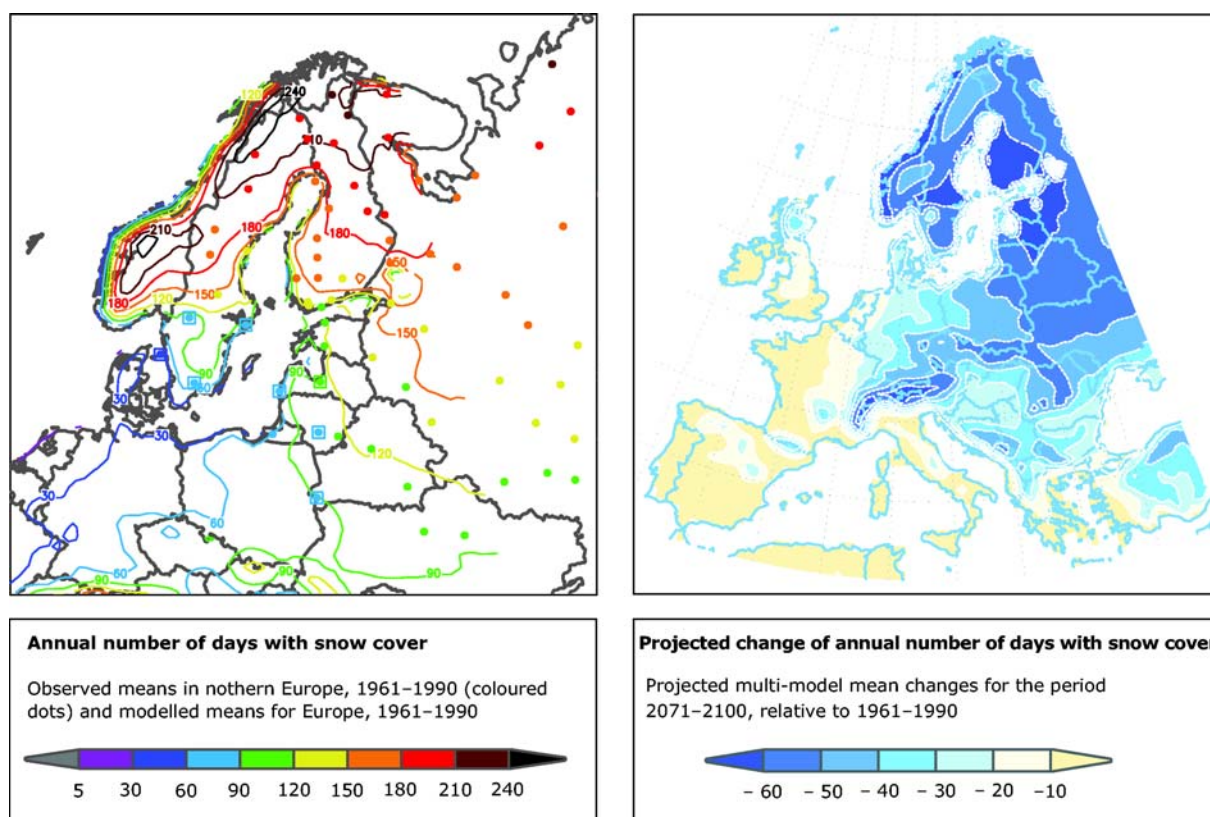 120
240
210
210
180
180
180
150
150
150
120
90
90
60
30
30
30
120
60
60
90
90
90
Annual number of days with snow cover
Observed means in nothern Europe, 1961–1990 (coloured
dots) and modelled means for Europe, 1961–1990
5 30 60 90 120 150 180 210 240
Projected change of annual number of days with snow cover
Projected multi-model mean changes for the period
2071–2100, relative to 1961–1990
– 60 – 50 – 40 – 30 – 20 –10